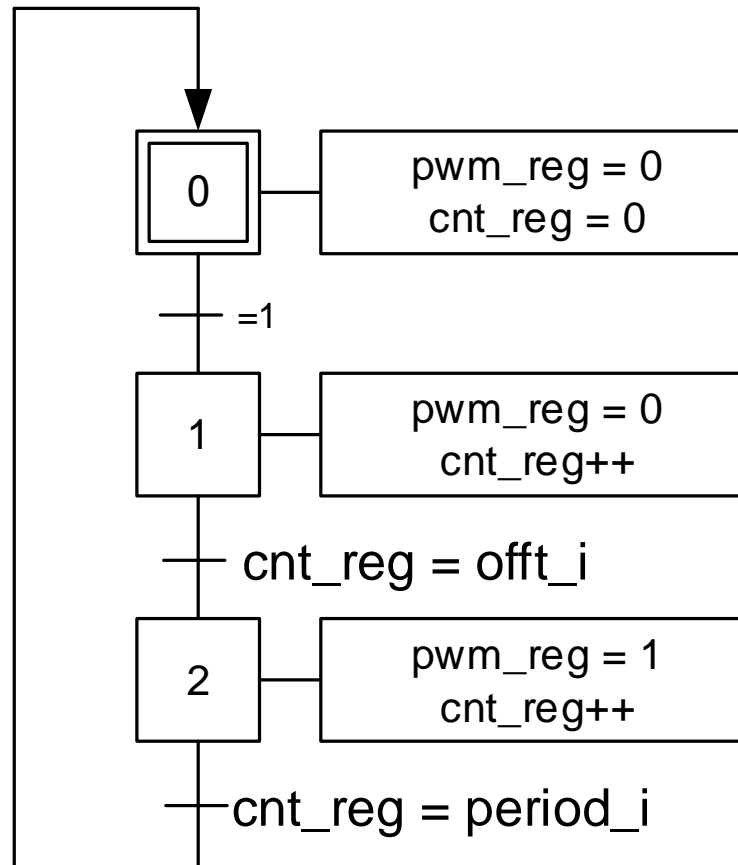 0
pwm_reg = 0
cnt_reg = 0
=1
1
pwm_reg = 0
cnt_reg++
cnt_reg = offt_i
2
pwm_reg = 1
cnt_reg++
cnt_reg = period_i